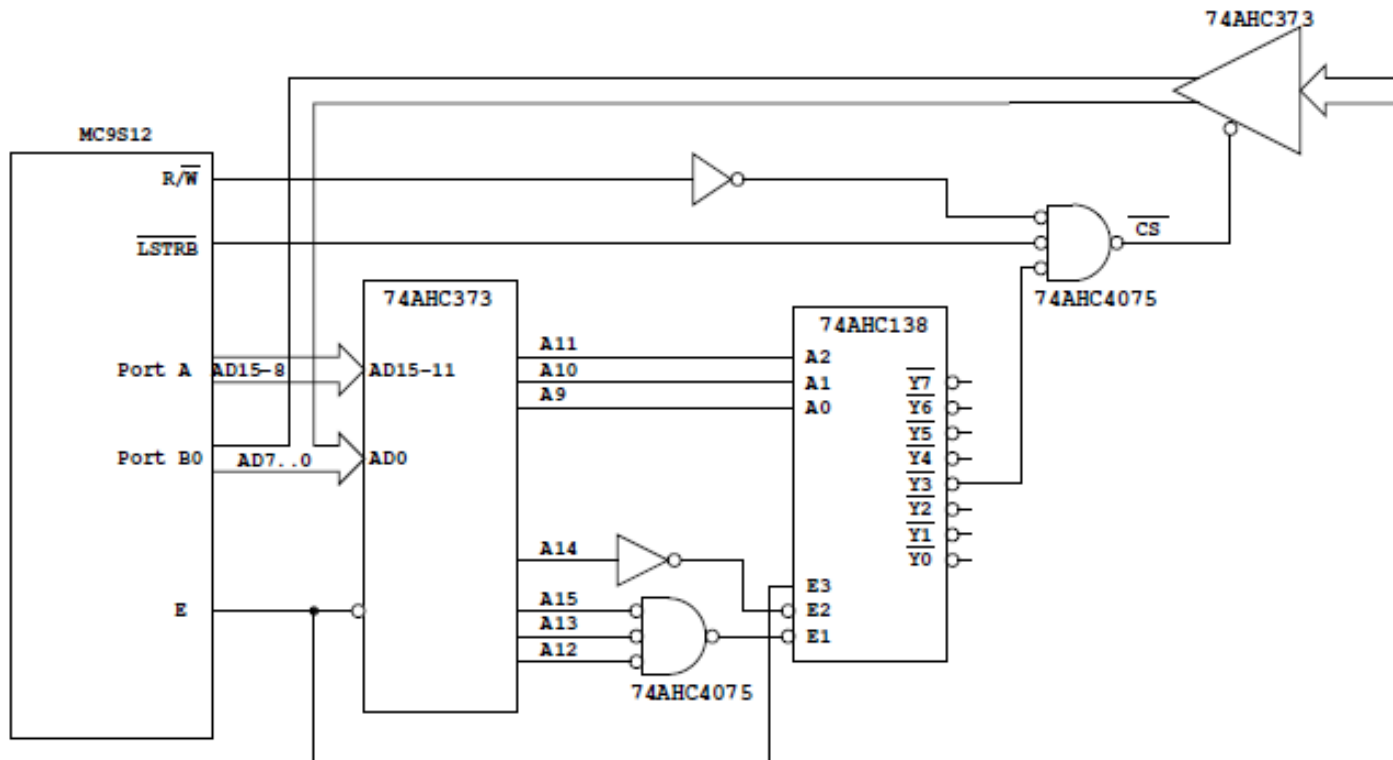 74AHC373
MC9S12
R/W
LSTRB
CS
74AHC4075
74AHC373
74AHC138
A11
A10
A9
A2
A1
A0
Port A
AD15-8
AD15-11
Port B0
AD7..0
AD0
Y7
Y6
Y5
Y4
Y3
Y2
Y1
Y0
A14
E
A15
A13
A12
E3
E2
E1
74AHC4075